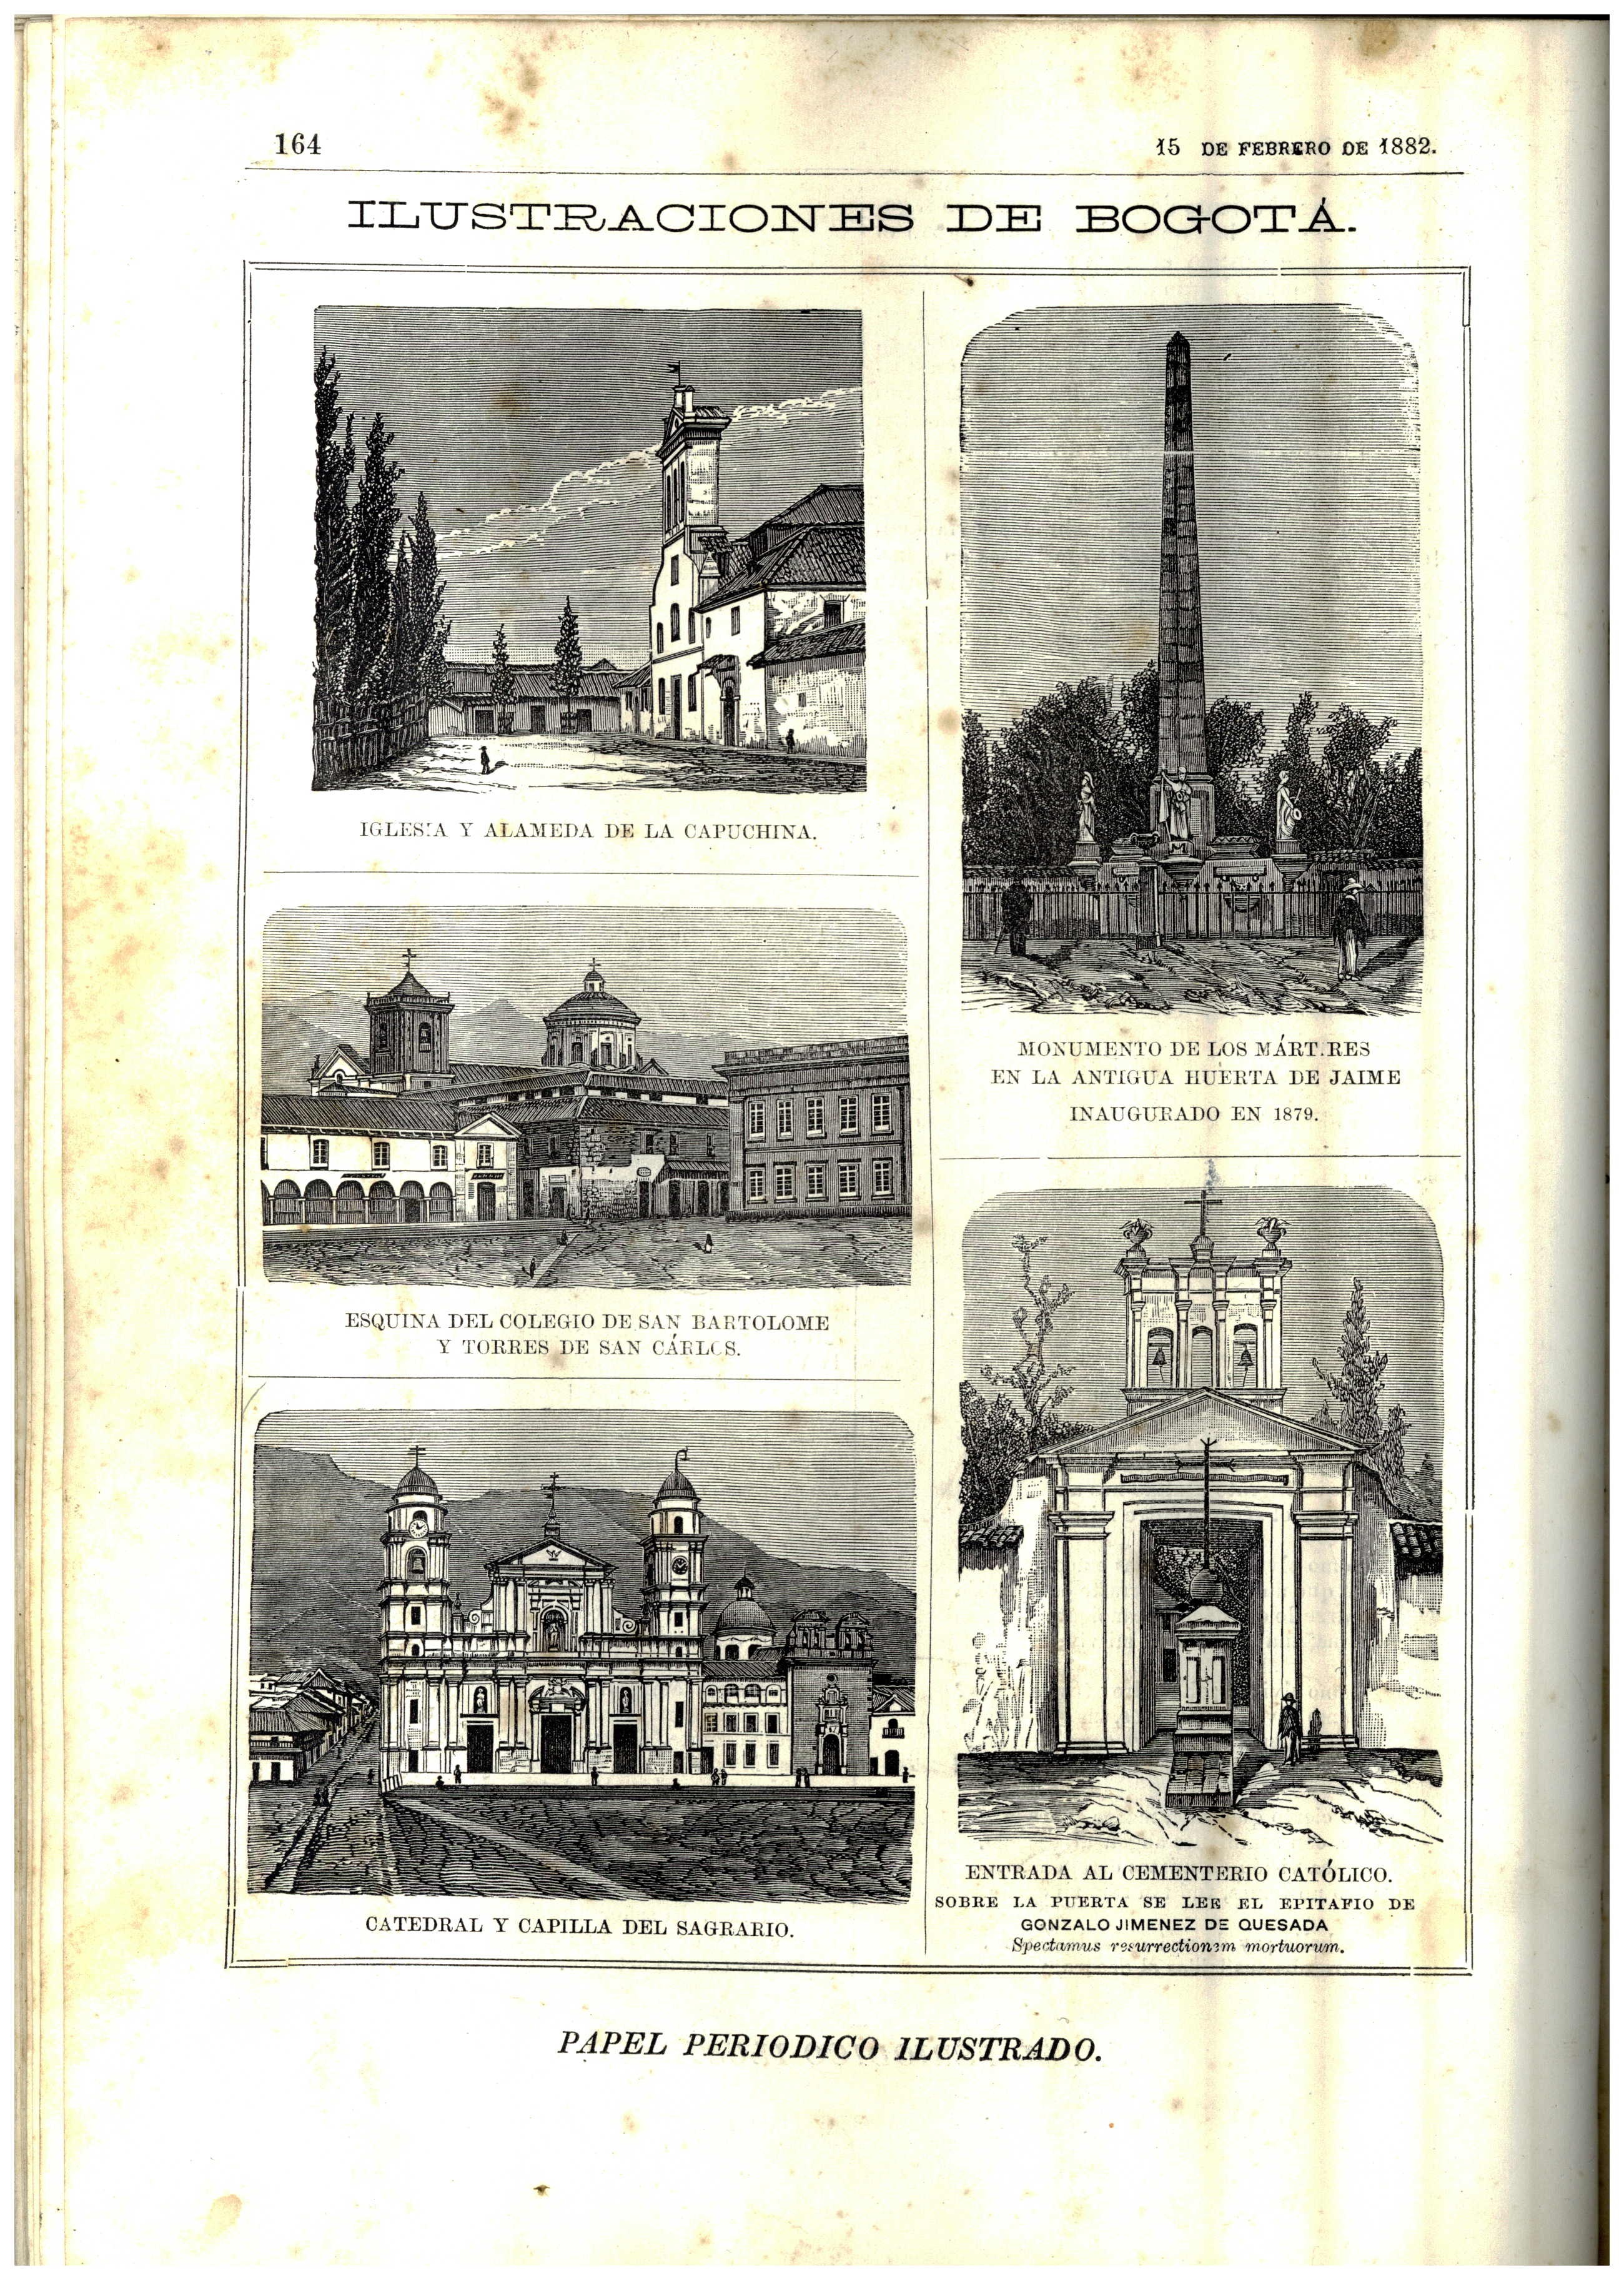 164
15 DE FEBRERO DE 1882.
ILUSTRACIONES DE BOGOTÁ.
IGLESIA Y ALAMEDA DE LA CAPUCHINA.
ESQUINA DEL COLEGIO DE SAN BARTOLOME
Y TORRES DE SAN CÁRLOS.
CATEDRAL Y CAPILLA DEL SAGRARIO.
MONUMENTO DE LOS MÁRTIRES
EN LA ANTIGUA HUERTA DE JAIME
INAUGURADO EN 1879.
ENTRADA AL CEMENTERIO CATÓLICO.
SOBRE LA PUERTA SE LEE EL EPITAFIO DE
GONZALO JIMENEZ DE QUESADA
Spectamus resurrectionem mortuorum.
PAPEL PERIODICO ILUSTRADO.